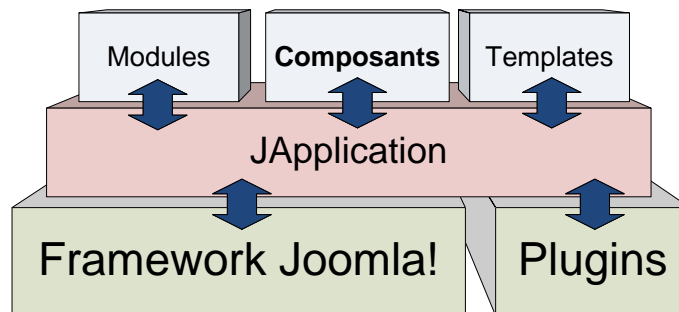 Modules Composants Templates
JApplication
Framework Joomla! Plugins